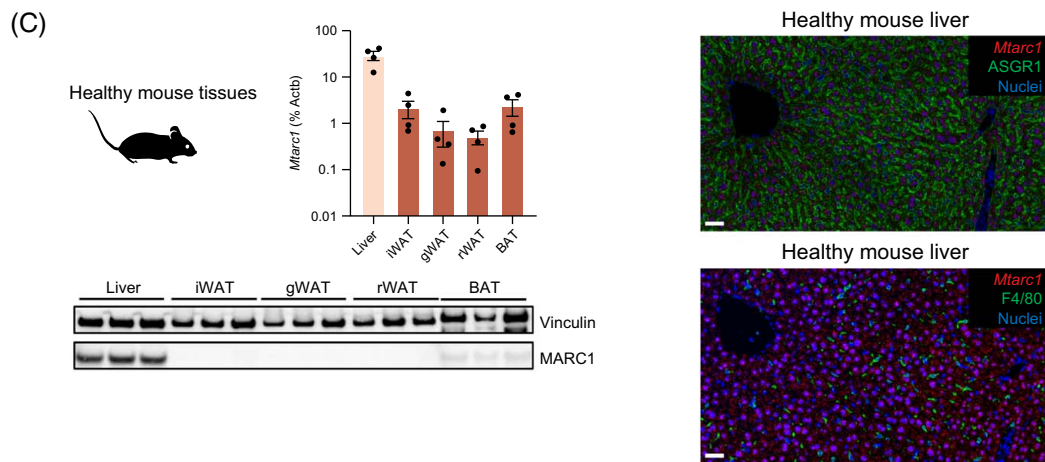 (C)
Healthy mouse tissues
Mtarc1 (% Actb)
100
10
1
0.1
0.01
Liver
iWAT
gWAT
rWAT
BAT
Liver iWAT gWAT rWAT BAT
Vinculin
MARC1
Healthy mouse liver
Mtarc1
ASGR1
Nuclei
Healthy mouse liver
Mtarc1
F4/80
Nuclei